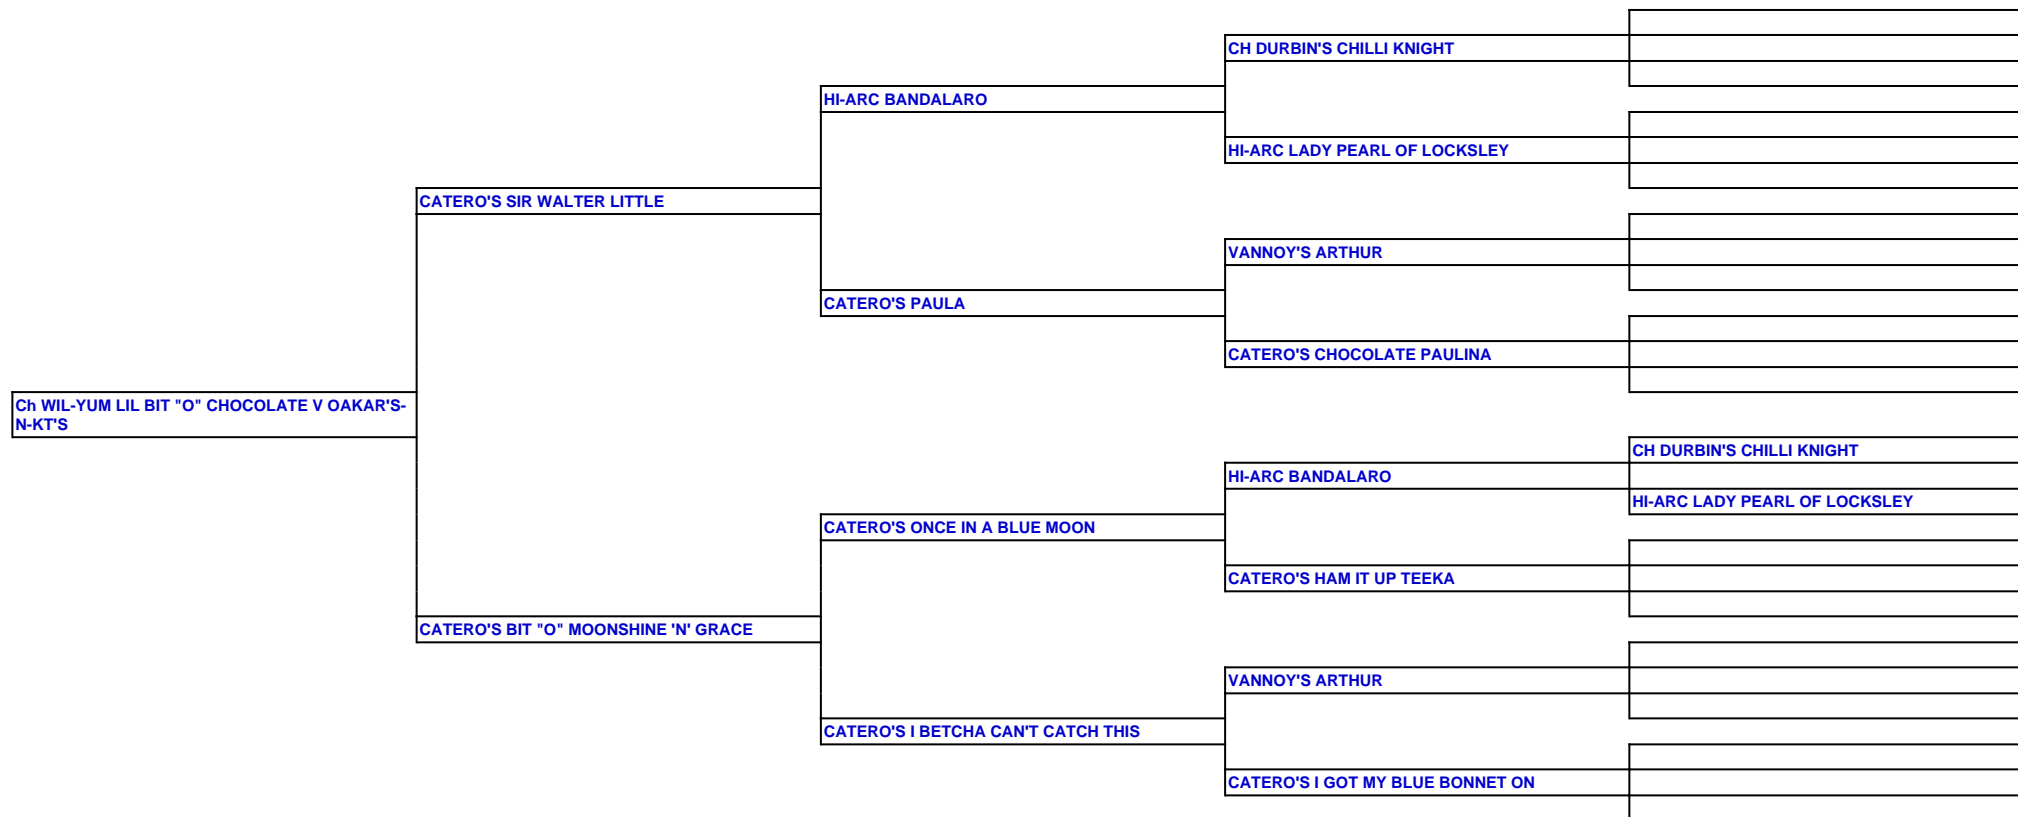 CH DURBIN'S CHILLI KNIGHT
HI-ARC BANDALARO
HI-ARC LADY PEARL OF LOCKSLEY
CATERO'S SIR WALTER LITTLE
VANNOY'S ARTHUR
CATERO'S PAULA
CATERO'S CHOCOLATE PAULINA
Ch WIL-YUM LIL BIT "O" CHOCOLATE V OAKAR'S-
N-KT'S
CH DURBIN'S CHILLI KNIGHT
HI-ARC BANDALARO
HI-ARC LADY PEARL OF LOCKSLEY
CATERO'S ONCE IN A BLUE MOON
CATERO'S HAM IT UP TEEKA
CATERO'S BIT "O" MOONSHINE 'N' GRACE
VANNOY'S ARTHUR
CATERO'S I BETCHA CAN'T CATCH THIS
CATERO'S I GOT MY BLUE BONNET ON